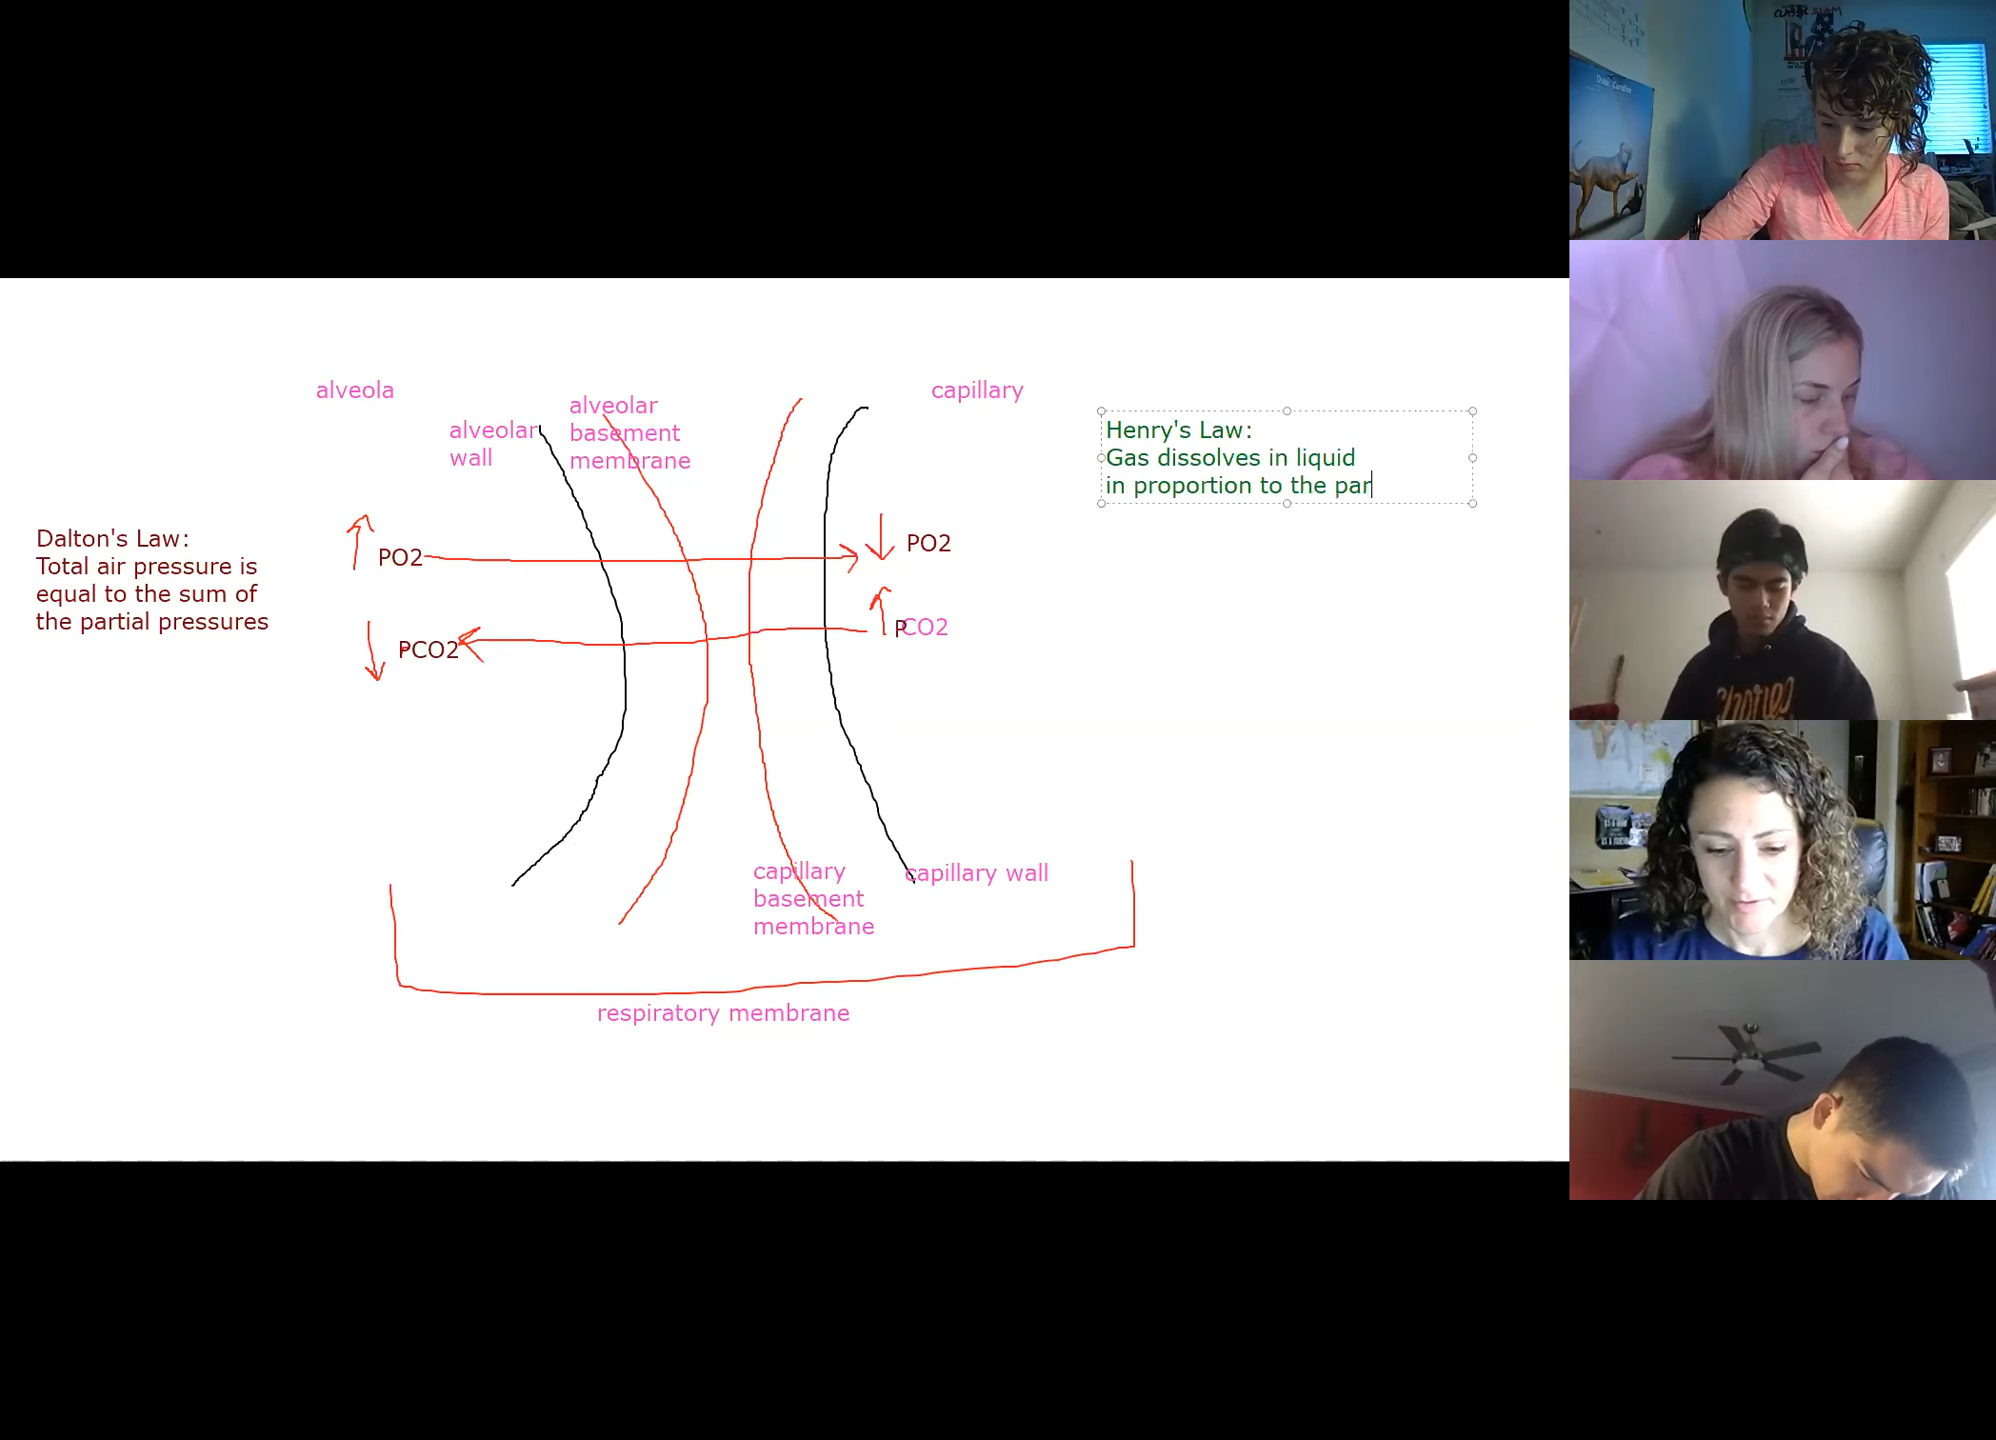 alveola
alveolar
wall
alveolar
basement
membrane
capillary
Henry's Law:
Gas dissolves in liquid
in proportion to the par
Dalton's Law:
Total air pressure is
equal to the sum of
the partial pressures
PO2
PO2
PCO2
PCO2
capillary
basement
membrane
capillary wall
respiratory membrane